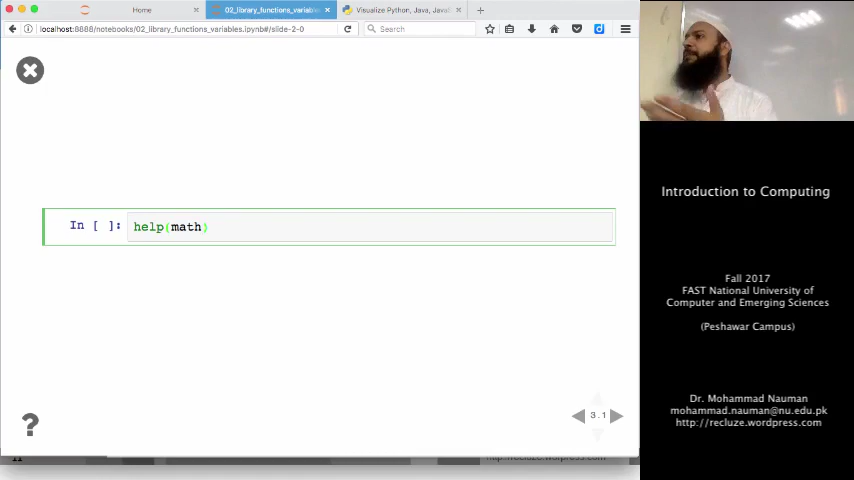 Home
02_library_functions_variables
Visualize Python, Java, JavaS
localhost:8888/notebooks/02_library_functions_variables.ipynb#/slide-2-0
Search
In [ ]:
help(math)
?
3.1
Introduction to Computing
Fall 2017
FAST National University of
Computer and Emerging Sciences
(Peshawar Campus)
Dr. Mohammad Nauman
mohammad.nauman@nu.edu.pk
http://recluze.wordpress.com